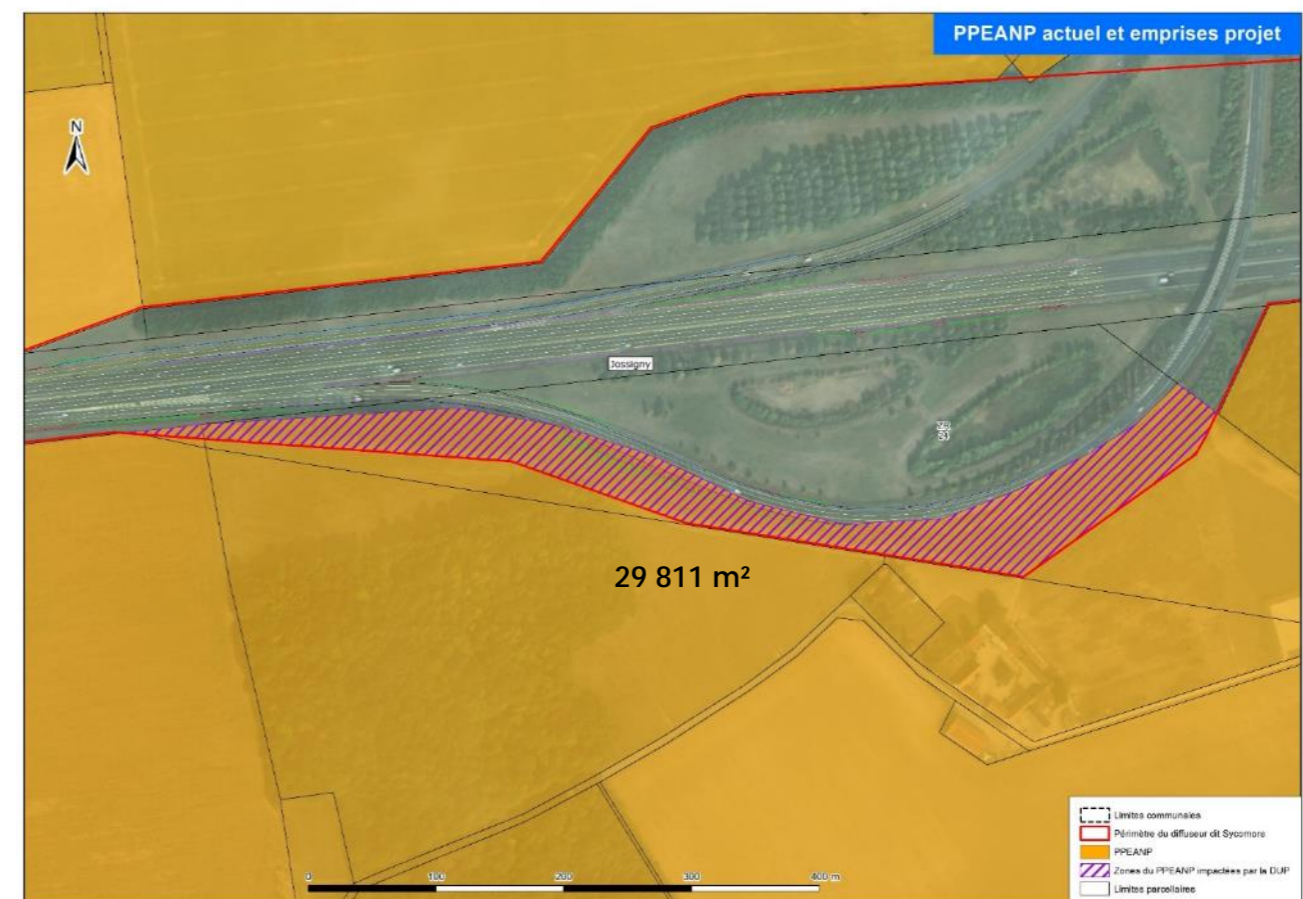 PPEANP actuel et emprises projet
N
Jossigny
29 811 m²
0 100 200 300 400 m
Limites communales
Périmètre du diffuseur dit Sycomore
PPEANP
Zones du PPEANP impactées par la DUP
Limites parcellaires